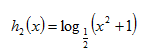 h₂(x) = log_{1/2}(x² + 1)